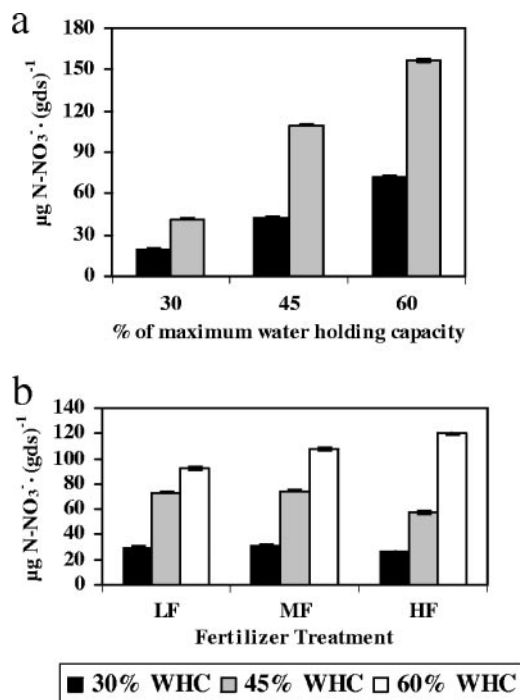 a
µg N-NO₃⁻· (gds)⁻¹
180
150
120
90
60
30
0
30 45 60
% of maximum water holding capacity
b
µg N-NO₃⁻· (gds)⁻¹
140
120
100
80
60
40
20
0
LF MF HF
Fertilizer Treatment
30% WHC 45% WHC 60% WHC